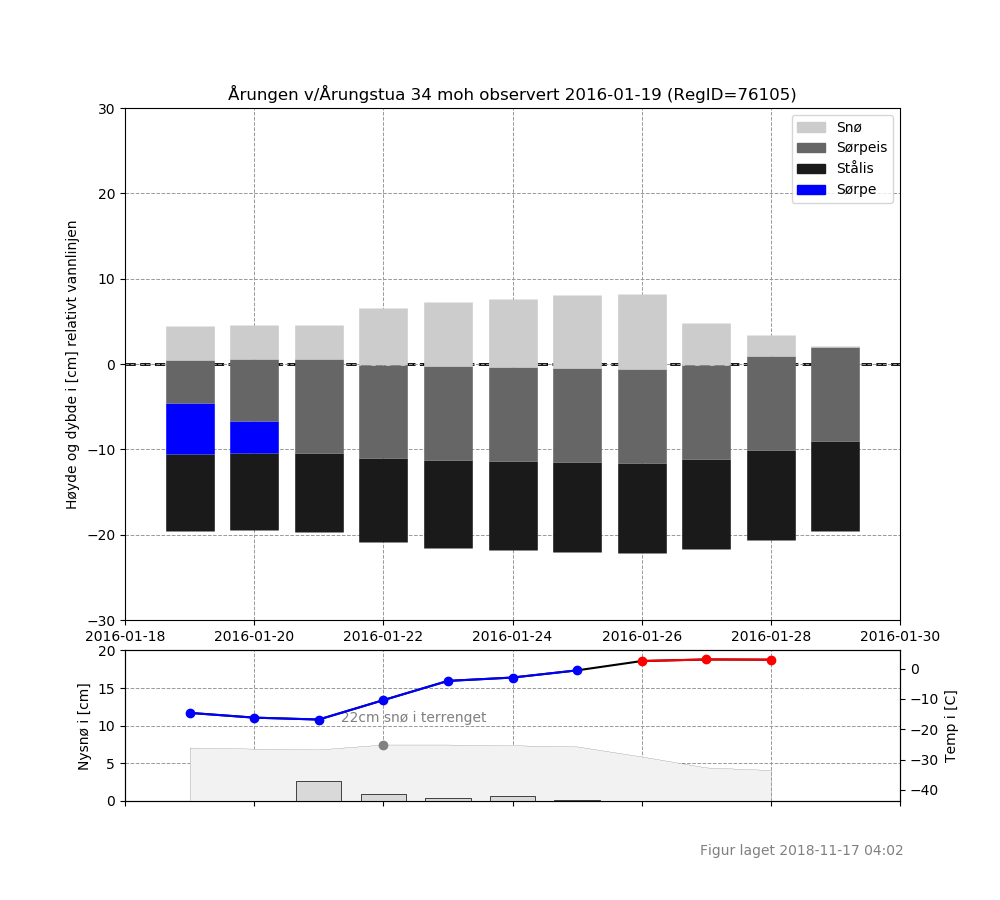 Årungen v/Årungstua 34 moh observert 2016-01-19 (RegID=76105)
Snø
Sørpeis
Stålis
Sørpe
Høyde og dybde i [cm] relativt vannlinjen
30
20
10
0
−10
−20
−30
2016-01-18 2016-01-20 2016-01-22 2016-01-24 2016-01-26 2016-01-28 2016-01-30
Nysnø i [cm]
20
15
10
5
0
22cm snø i terrenget
0
−10
−20
−30
−40
Temp i [C]
Figur laget 2018-11-17 04:02